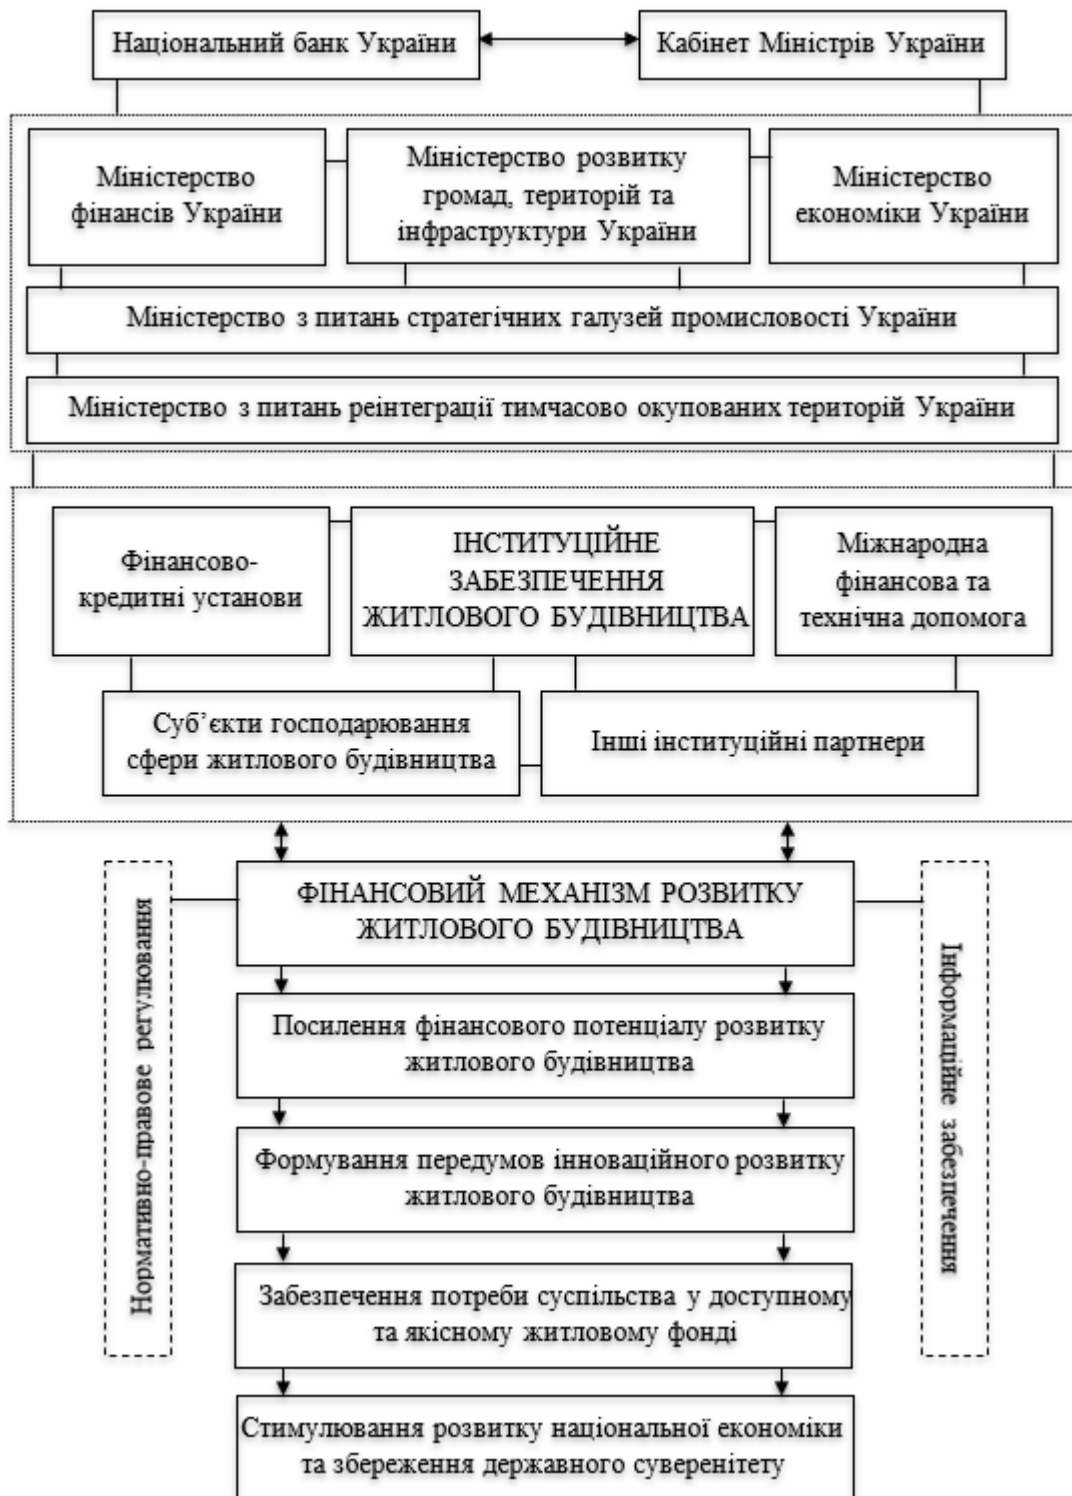 Національний банк України
Кабінет Міністрів України
Міністерство
фінансів України
Міністерство розвитку
громад, територій та
інфраструктури України
Міністерство
економіки України
Міністерство з питань стратегічних галузей промисловості України
Міністерство з питань реінтеграції тимчасово окупованих територій України
Фінансово-
кредитні установи
ІНСТИТУЦІЙНЕ
ЗАБЕЗПЕЧЕННЯ
ЖИТЛОВОГО БУДІВНИЦТВА
Міжнародна
фінансова та
технічна допомога
Суб’єкти господарювання
сфери житлового будівництва
Інші інституційні партнери
Нормативно-правове регулювання
ФІНАНСОВИЙ МЕХАНІЗМ РОЗВИТКУ
ЖИТЛОВОГО БУДІВНИЦТВА
Інформаційне забезпечення
Посилення фінансового потенціалу розвитку
житлового будівництва
Формування передумов інноваційного розвитку
житлового будівництва
Забезпечення потреби суспільства у доступному
та якісному житловому фонді
Стимулювання розвитку національної економіки
та збереження державного суверенітету